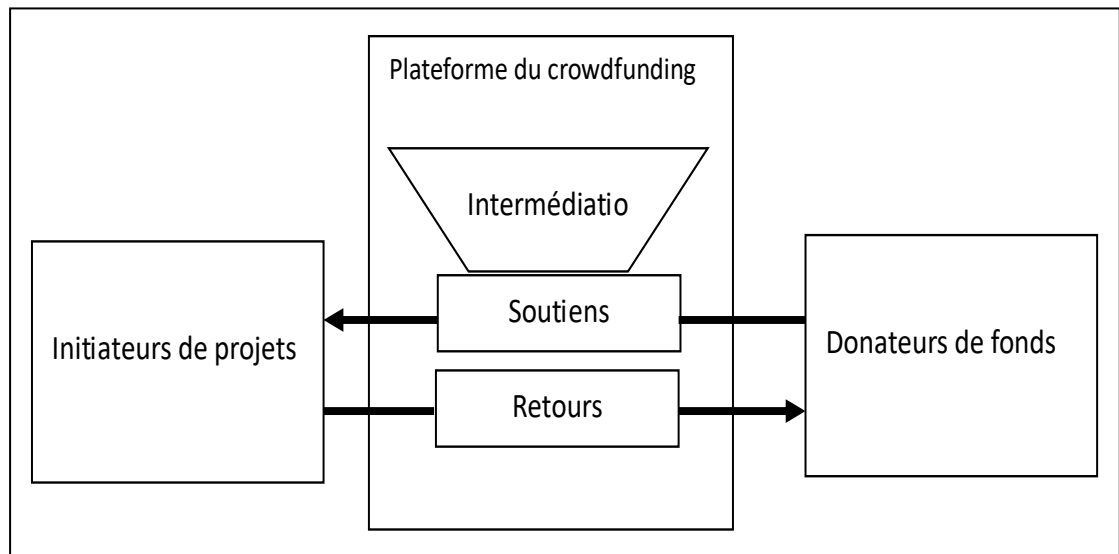 Plateforme du crowdfunding
Intermédiatio
Soutiens
Initiateurs de projets
Donateurs de fonds
Retours